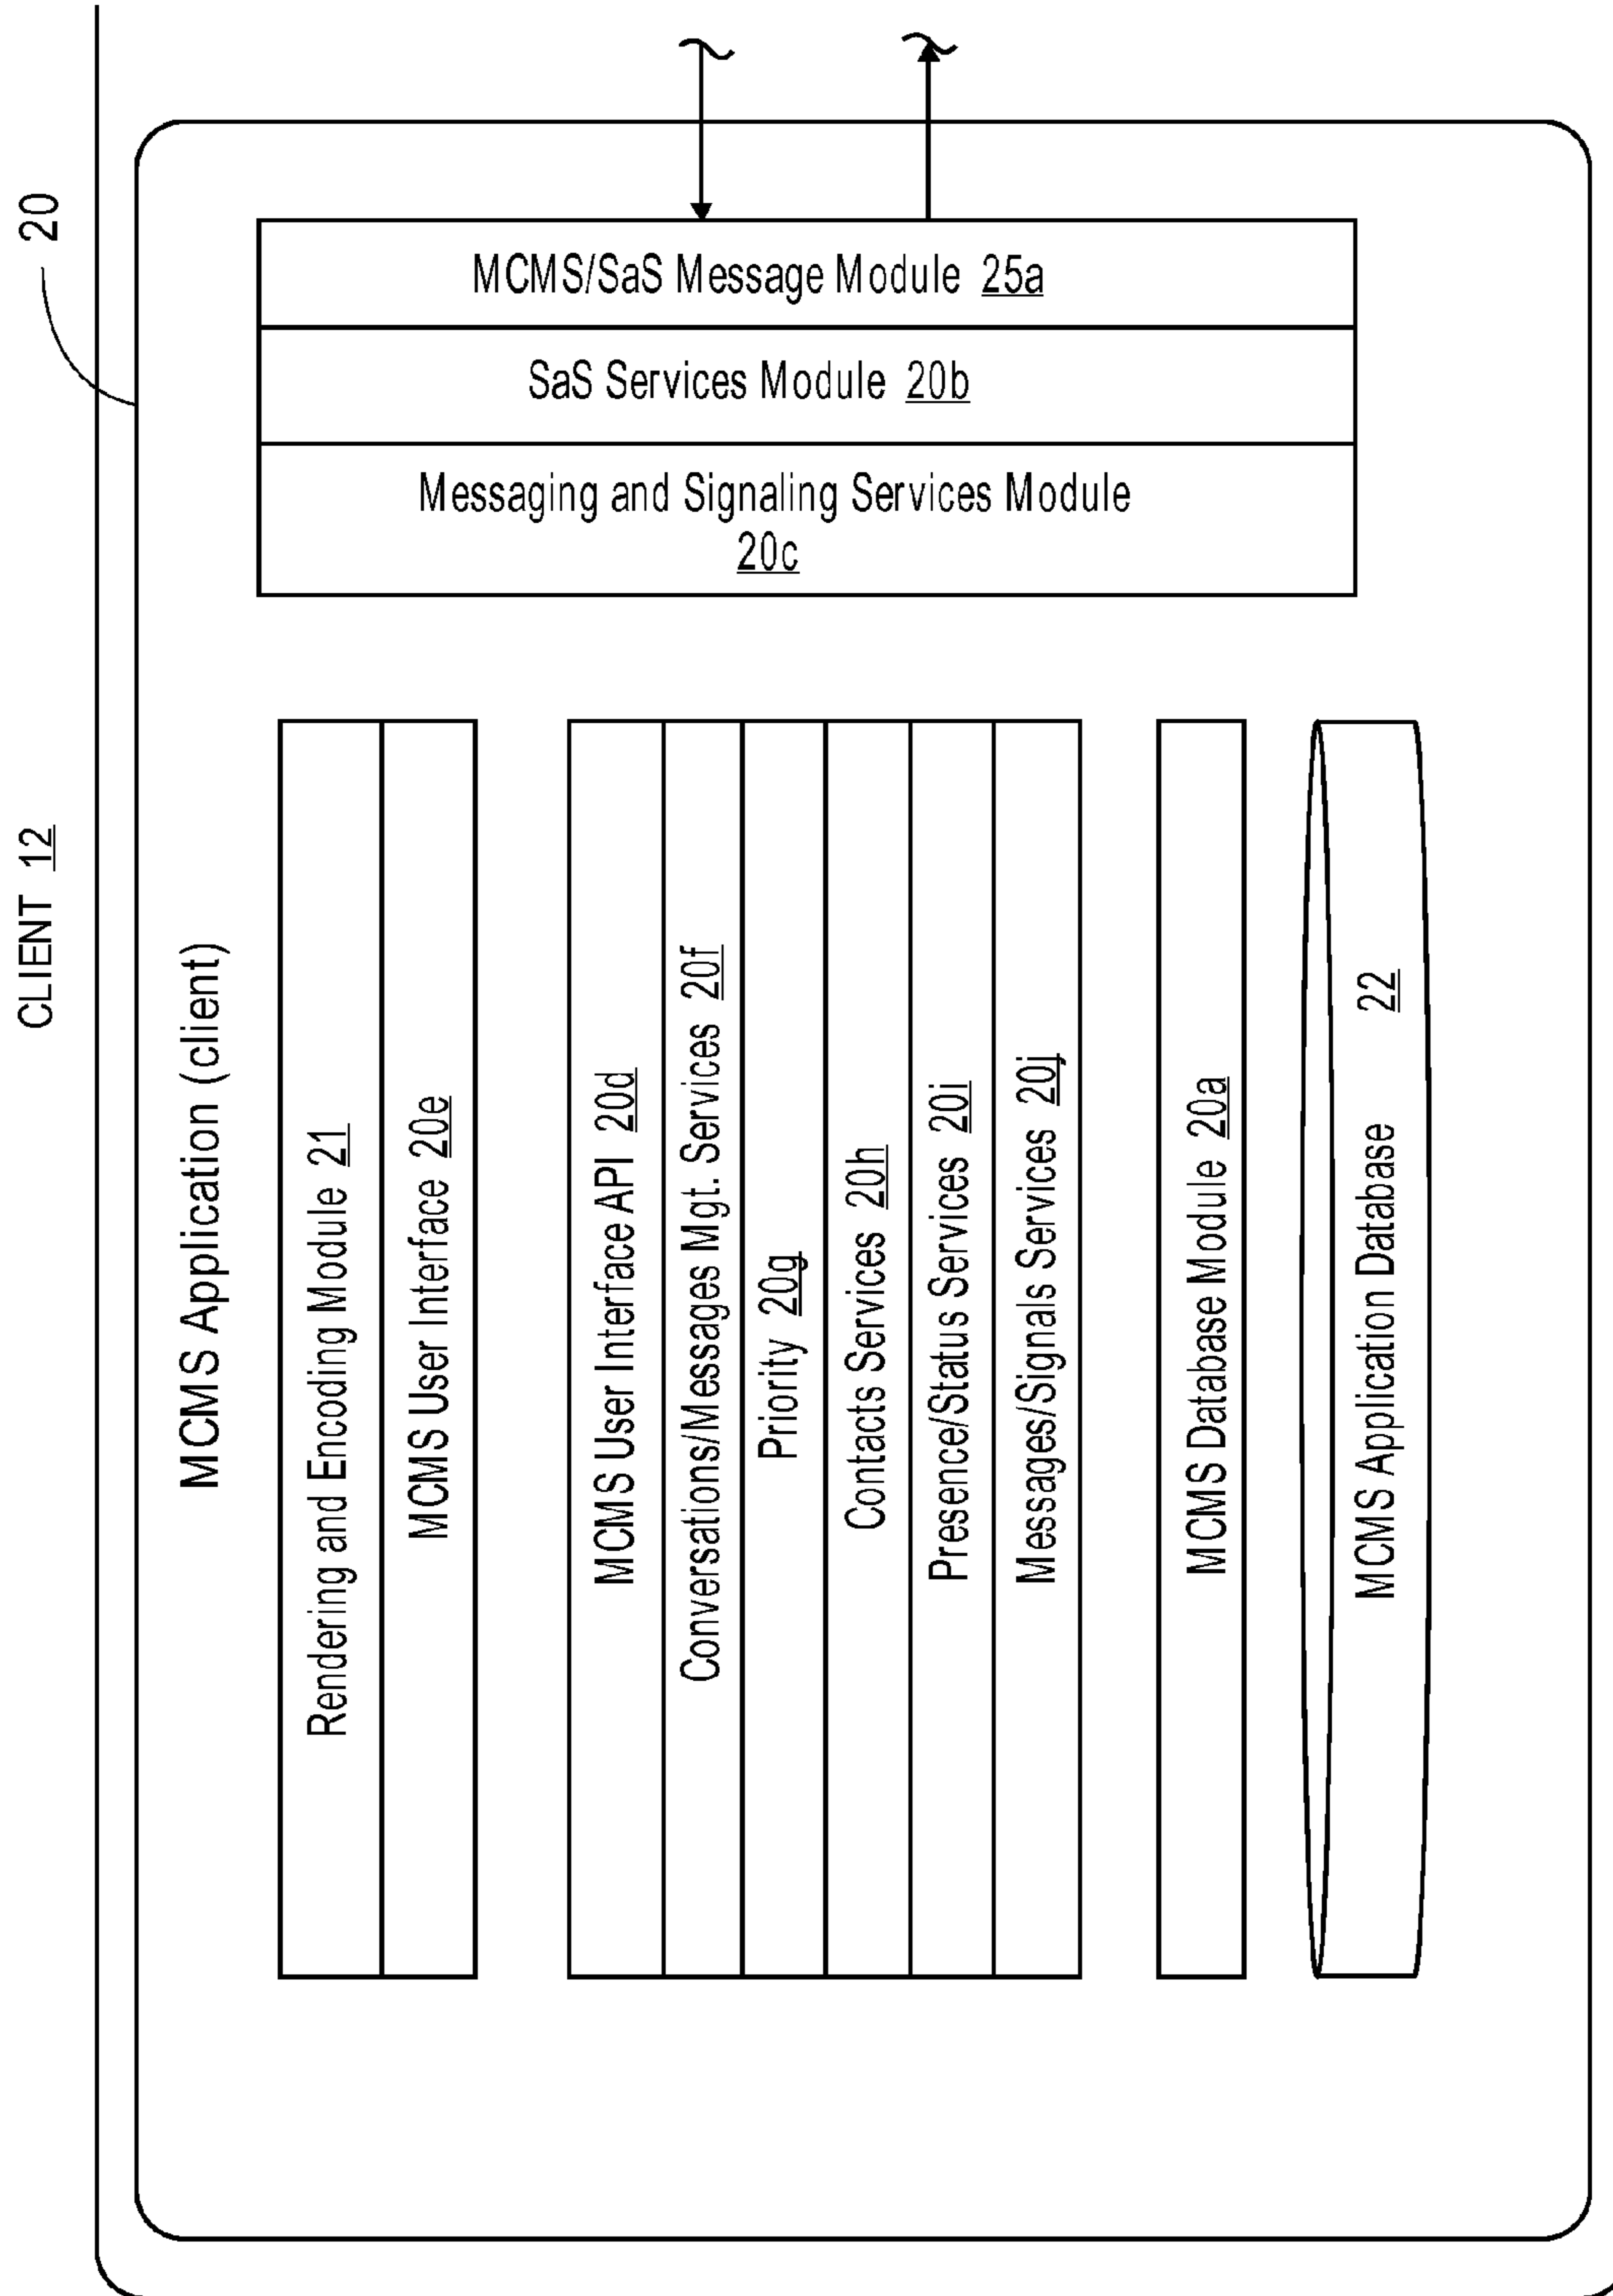 CLIENT 12
20
MCMS Application (client)
Rendering and Encoding Module 21
MCMS User Interface 20e
MCMS User Interface API 20d
Conversations/Messages Mgt. Services 20f
Priority 20g
Contacts Services 20h
Presence/Status Services 20i
Messages/Signals Services 20j
MCMS Database Module 20a
MCMS Application Database 22
MCMS/SaS Message Module 25a
SaS Services Module 20b
Messaging and Signaling Services Module
20c